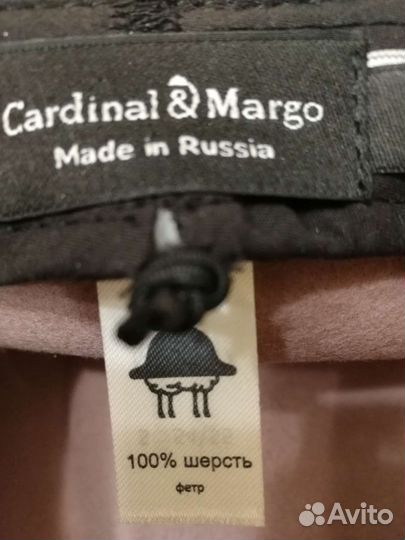 Cardinal & Margo
Made in Russia
100% шерсть
фетр
Avito